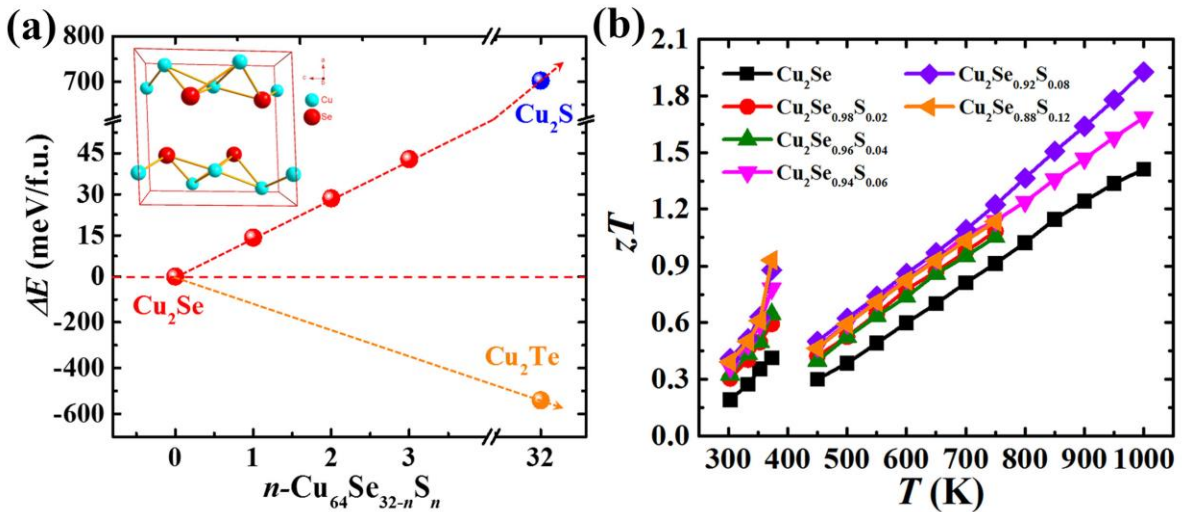 (a)
800
700
600
45
30
15
0
-200
-400
-600
ΔE (meV/f.u.)
Cu
Se
Cu₂S
Cu₂Se
Cu₂Te
0
1
2
3
32
n-Cu₆₄Se₃₂₋ₙSₙ
(b)
2.1
1.8
1.5
1.2
0.9
0.6
0.3
0.0
zT
Cu₂Se
Cu₂Se₀.₉₈S₀.₀₂
Cu₂Se₀.₉₆S₀.₀₄
Cu₂Se₀.₉₄S₀.₀₆
Cu₂Se₀.₉₂S₀.₀₈
Cu₂Se₀.₈₈S₀.₁₂
300 400 500 600 700 800 900 1000
T (K)